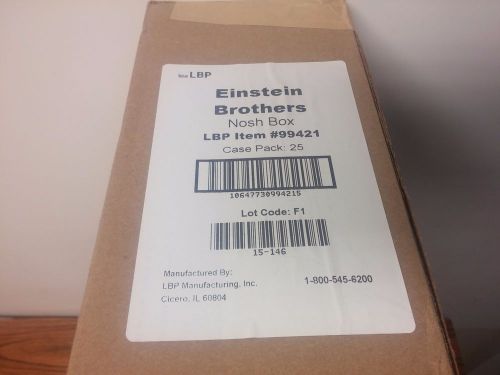 LBP
Einstein
Brothers
Nosh Box
LBP Item #99421
Case Pack: 25
10647730994215
Lot Code: F1
15-146
Manufactured By:
LBP Manufacturing, Inc.
Cicero, IL 60804
1-800-545-6200